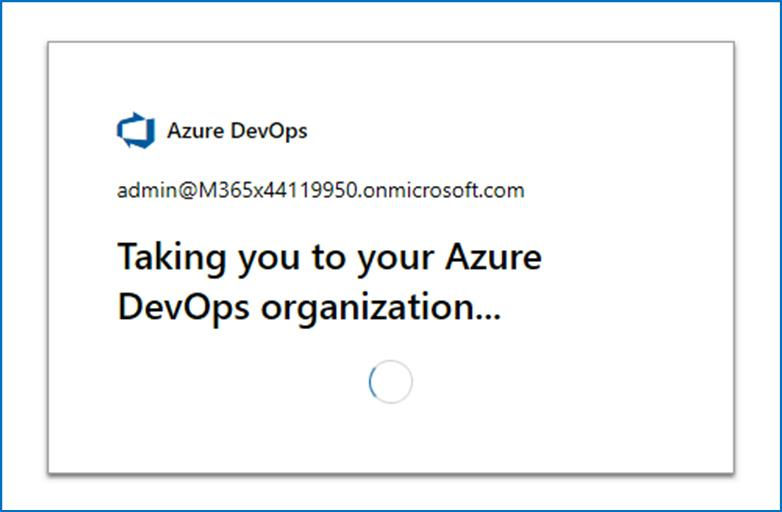 Azure DevOps
admin@M365x44119950.onmicrosoft.com
Taking you to your Azure
DevOps organization...